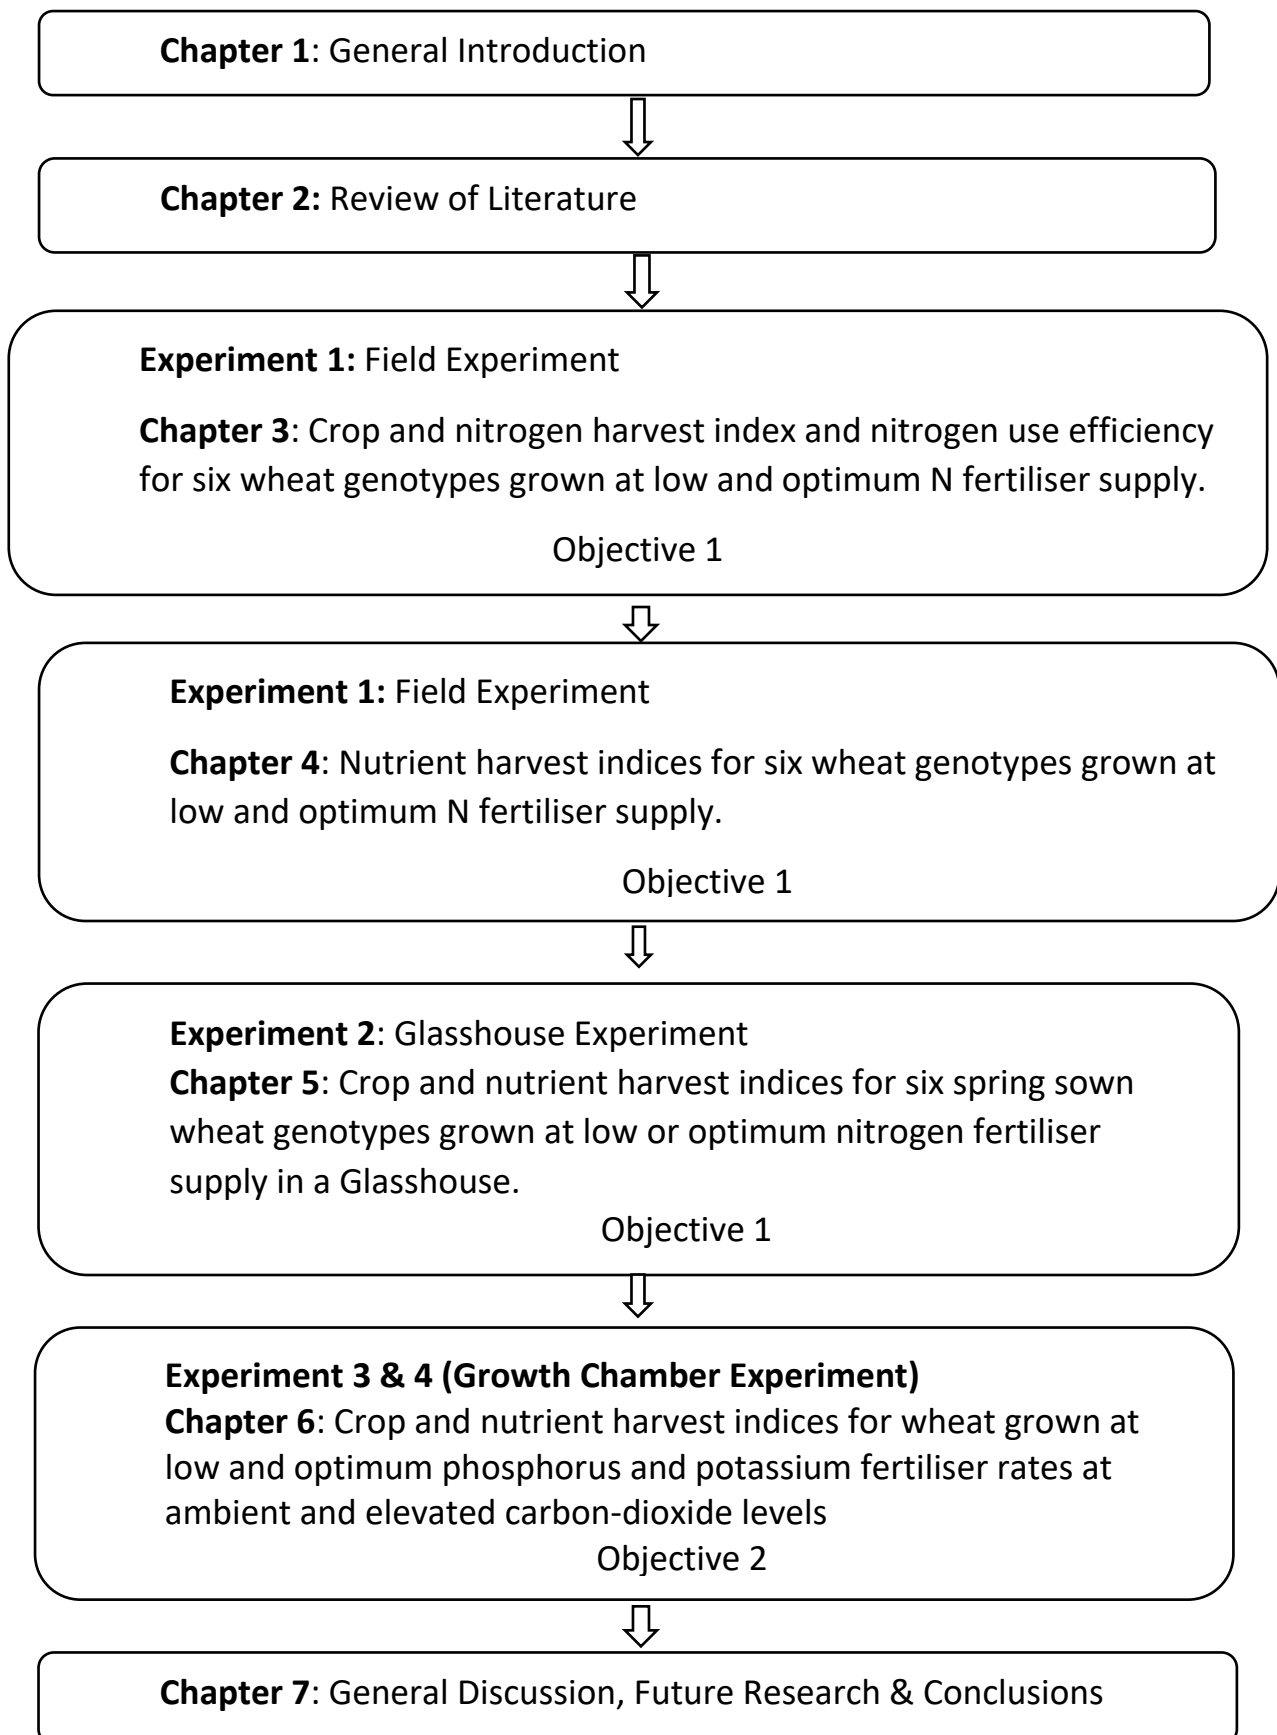 Chapter 1: General Introduction
Chapter 2: Review of Literature
Experiment 1: Field Experiment
Chapter 3: Crop and nitrogen harvest index and nitrogen use efficiency
for six wheat genotypes grown at low and optimum N fertiliser supply.
Objective 1
Experiment 1: Field Experiment
Chapter 4: Nutrient harvest indices for six wheat genotypes grown at
low and optimum N fertiliser supply.
Objective 1
Experiment 2: Glasshouse Experiment
Chapter 5: Crop and nutrient harvest indices for six spring sown
wheat genotypes grown at low or optimum nitrogen fertiliser
supply in a Glasshouse.
Objective 1
Experiment 3 & 4 (Growth Chamber Experiment)
Chapter 6: Crop and nutrient harvest indices for wheat grown at
low and optimum phosphorus and potassium fertiliser rates at
ambient and elevated carbon-dioxide levels
Objective 2
Chapter 7: General Discussion, Future Research & Conclusions